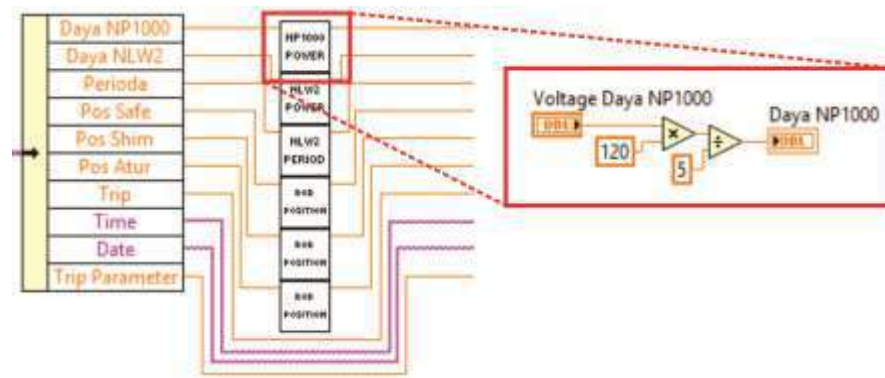 Daya NP1000
Daya NLW2
Perioda
Pos Safe
Pos Shim
Pos Atur
Trip
Time
Date
Trip Parameter
NP1000
POWER
NLW2
POWER
NLW2
PERIOD
ROD
POSITION
ROD
POSITION
ROD
POSITION
Voltage Daya NP1000
DBL
120
×
5
÷
Daya NP1000
DBL